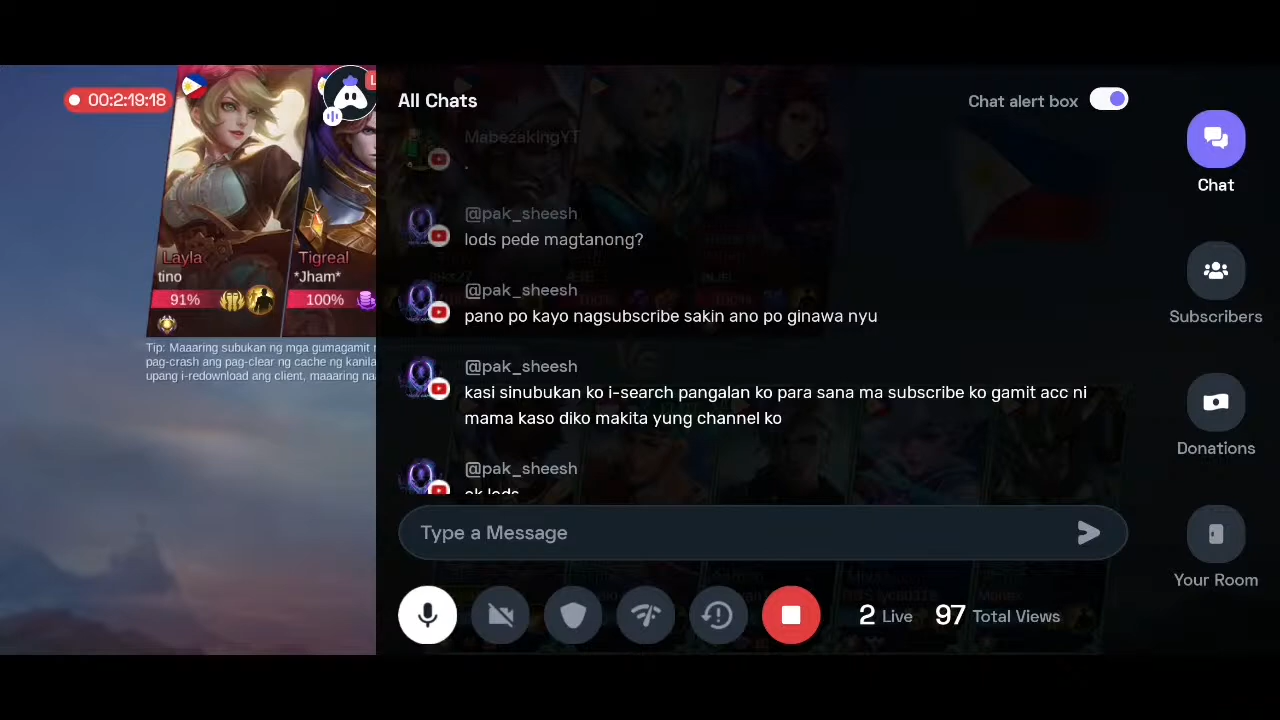 00:2:19:18
All Chats
Chat alert box
MabezakingYT
.
@pak_sheesh
lods pede magtanong?
@pak_sheesh
pano po kayo nagsubscribe sakin ano po ginawa nyu
@pak_sheesh
kasi sinubukan ko i-search pangalan ko para sana ma subscribe ko gamit acc ni
mama kaso diko makita yung channel ko
@pak_sheesh
ok lods
Type a Message
2 Live 97 Total Views
Chat
Subscribers
Donations
Your Room
Layla
tino
91%
Tigreal
*Jham*
100%
Tip: Maaaring subukan ng mga gumagamit
pag-crash ang pag-clear ng cache ng
upang i-redownload ang client, maaaring